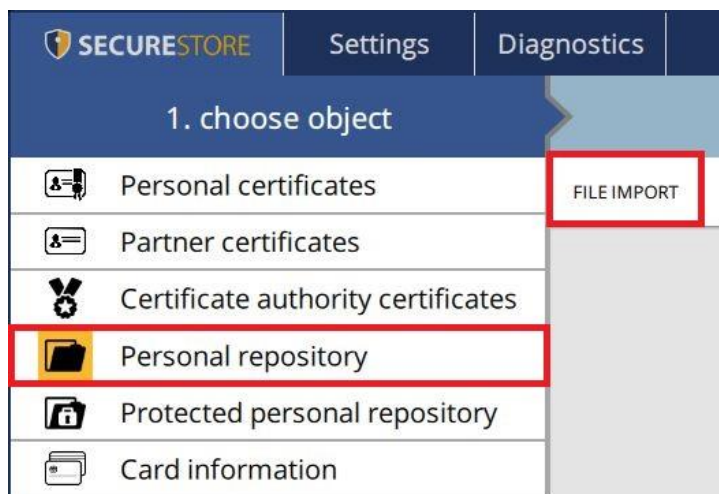 SECURESTORE Settings Diagnostics
1. choose object
Personal certificates
FILE IMPORT
Partner certificates
Certificate authority certificates
Personal repository
Protected personal repository
Card information